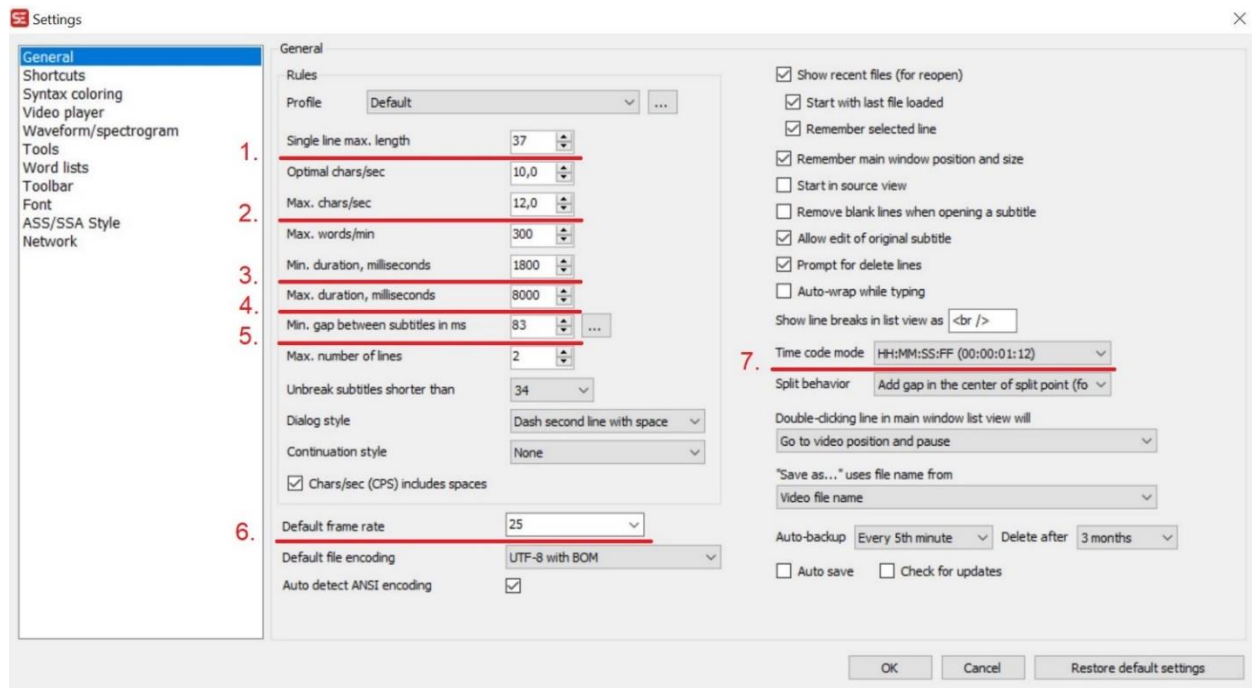 SE Settings
General
Shortcuts
Syntax coloring
Video player
Waveform/spectrogram
Tools
Word lists
Toolbar
Font
ASS/SSA Style
Network
General
Rules
Profile Default ...
1. Single line max. length 37
Optimal chars/sec 10,0
2. Max. chars/sec 12,0
Max. words/min 300
3. Min. duration, milliseconds 1800
4. Max. duration, milliseconds 8000
5. Min. gap between subtitles in ms 83 ...
Max. number of lines 2
Unbreak subtitles shorter than 34
Dialog style Dash second line with space
Continuation style None
Chars/sec (CPS) includes spaces
6. Default frame rate 25
Default file encoding UTF-8 with BOM
Auto detect ANSI encoding
Show recent files (for reopen)
Start with last file loaded
Remember selected line
Remember main window position and size
Start in source view
Remove blank lines when opening a subtitle
Allow edit of original subtitle
Prompt for delete lines
Auto-wrap while typing
Show line breaks in list view as <br />
7. Time code mode HH:MM:SS:FF (00:00:01:12)
Split behavior Add gap in the center of split point (fo
Double-clicking line in main window list view will
Go to video position and pause
"Save as..." uses file name from
Video file name
Auto-backup Every 5th minute Delete after 3 months
Auto save Check for updates
OK Cancel Restore default settings